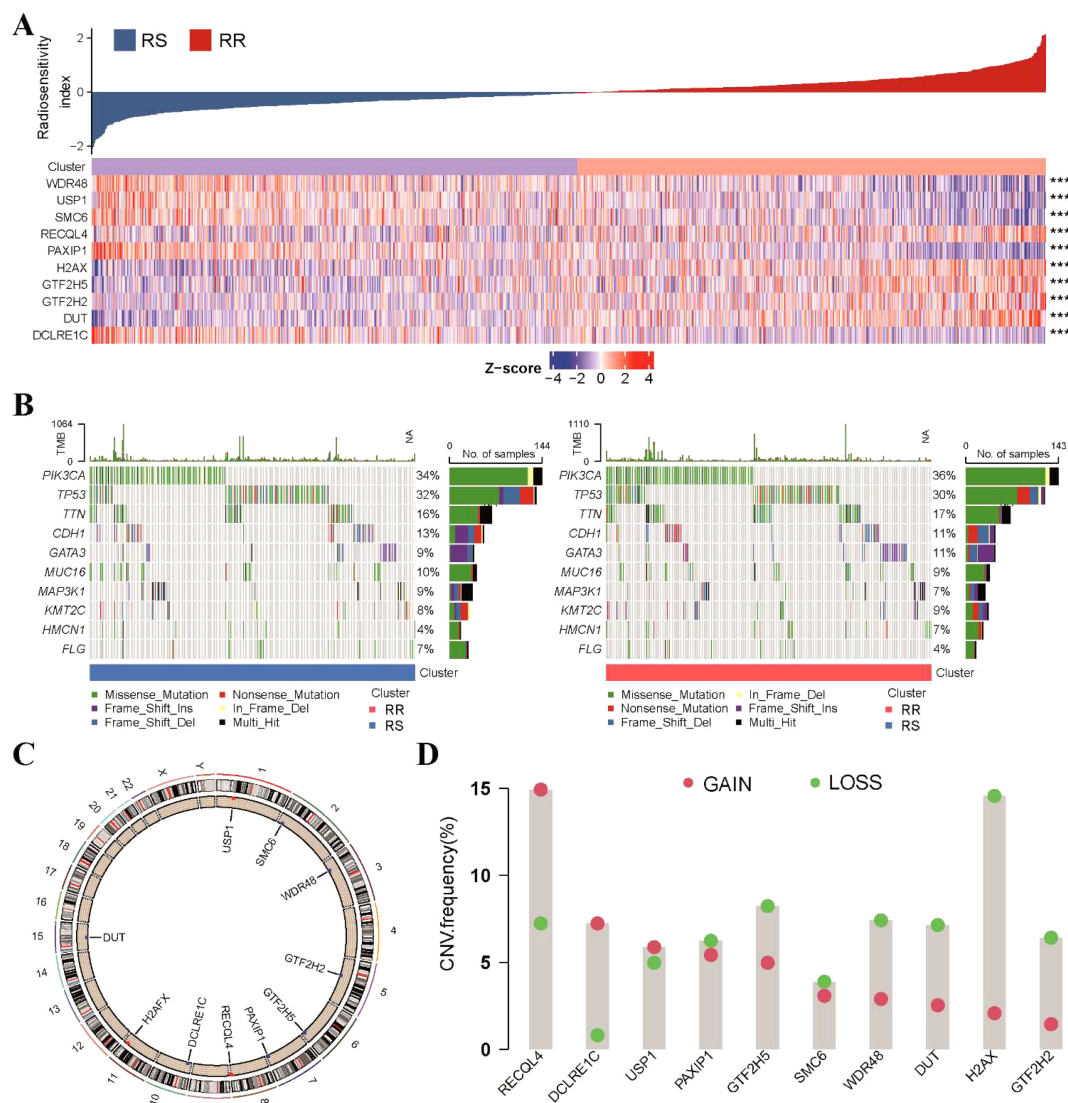 A
RS
RR
Radiosensitivity
index
2
0
−2
Cluster
WDR48 ***
USP1 ***
SMC6 ***
RECQL4 ***
PAXIP1 ***
H2AX ***
GTF2H5 ***
GTF2H2 ***
DUT ***
DCLRE1C ***
Z−score
−4 −2 0 2 4
B
TMB
1064
0
NA
0 144
No. of samples
PIK3CA 34%
TP53 32%
TTN 16%
CDH1 13%
GATA3 9%
MUC16 10%
MAP3K1 9%
KMT2C 8%
HMCN1 4%
FLG 7%
Cluster
Missense_Mutation
Frame_Shift_Ins
Frame_Shift_Del
Nonsense_Mutation
In_Frame_Del
Multi_Hit
Cluster
RR
RS
TMB
1110
0
NA
0 143
No. of samples
PIK3CA 36%
TP53 30%
TTN 17%
CDH1 11%
GATA3 11%
MUC16 9%
MAP3K1 7%
KMT2C 9%
HMCN1 7%
FLG 4%
Cluster
Missense_Mutation
Nonsense_Mutation
Frame_Shift_Del
In_Frame_Del
Frame_Shift_Ins
Multi_Hit
Cluster
RR
RS
C
1
2
3
4
5
6
7
8
10
11
12
13
14
15
16
17
18
19
20
21
22
X
Y
USP1
SMC6
WDR48
GTF2H2
GTF2H5
PAXIP1
RECQL4
DCLRE1C
H2AFX
DUT
D
GAIN
LOSS
CNV.frequency(%)
15
10
5
0
RECQL4
DCLRE1C
USP1
PAXIP1
GTF2H5
SMC6
WDR48
DUT
H2AX
GTF2H2